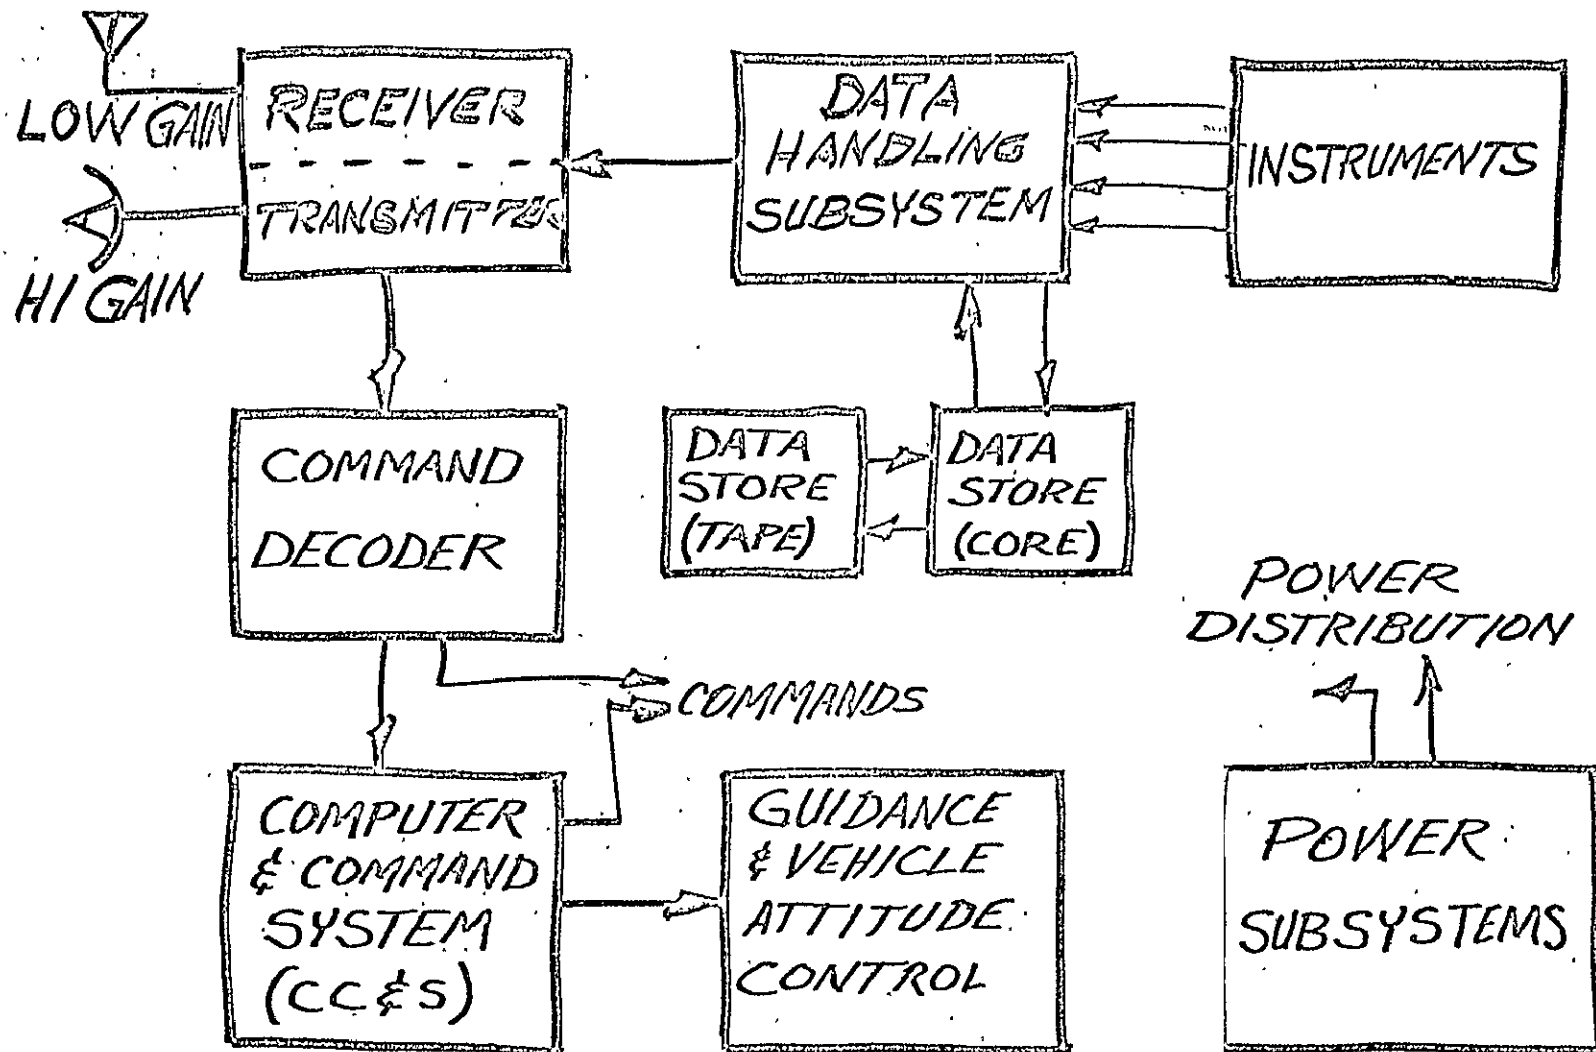 LOW GAIN
HI GAIN
RECEIVER
TRANSMITTER
DATA
HANDLING
SUBSYSTEM
INSTRUMENTS
COMMAND
DECODER
DATA
STORE
(TAPE)
DATA
STORE
(CORE)
POWER
DISTRIBUTION
COMMANDS
COMPUTER
& COMMAND
SYSTEM
(CC&S)
GUIDANCE
& VEHICLE
ATTITUDE
CONTROL
POWER
SUBSYSTEMS